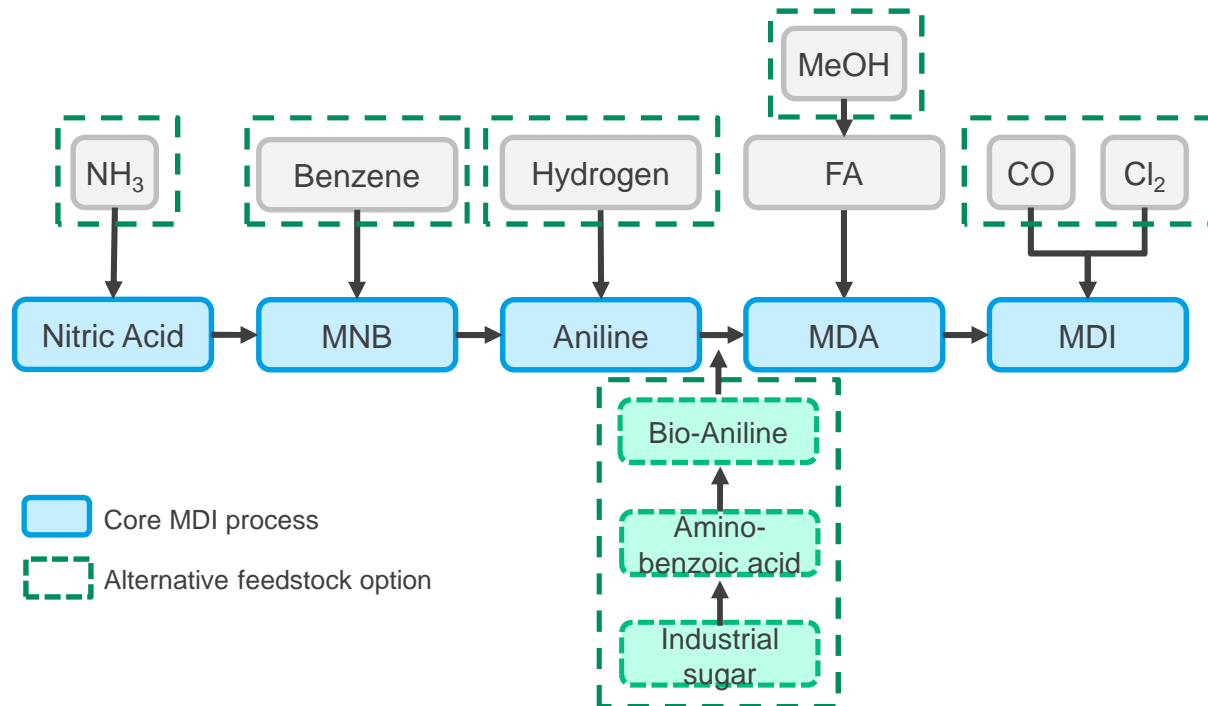 MeOH
NH₃
Benzene
Hydrogen
FA
CO
Cl₂
Nitric Acid
MNB
Aniline
MDA
MDI
Bio-Aniline
Amino-
benzoic acid
Industrial
sugar
Core MDI process
Alternative feedstock option